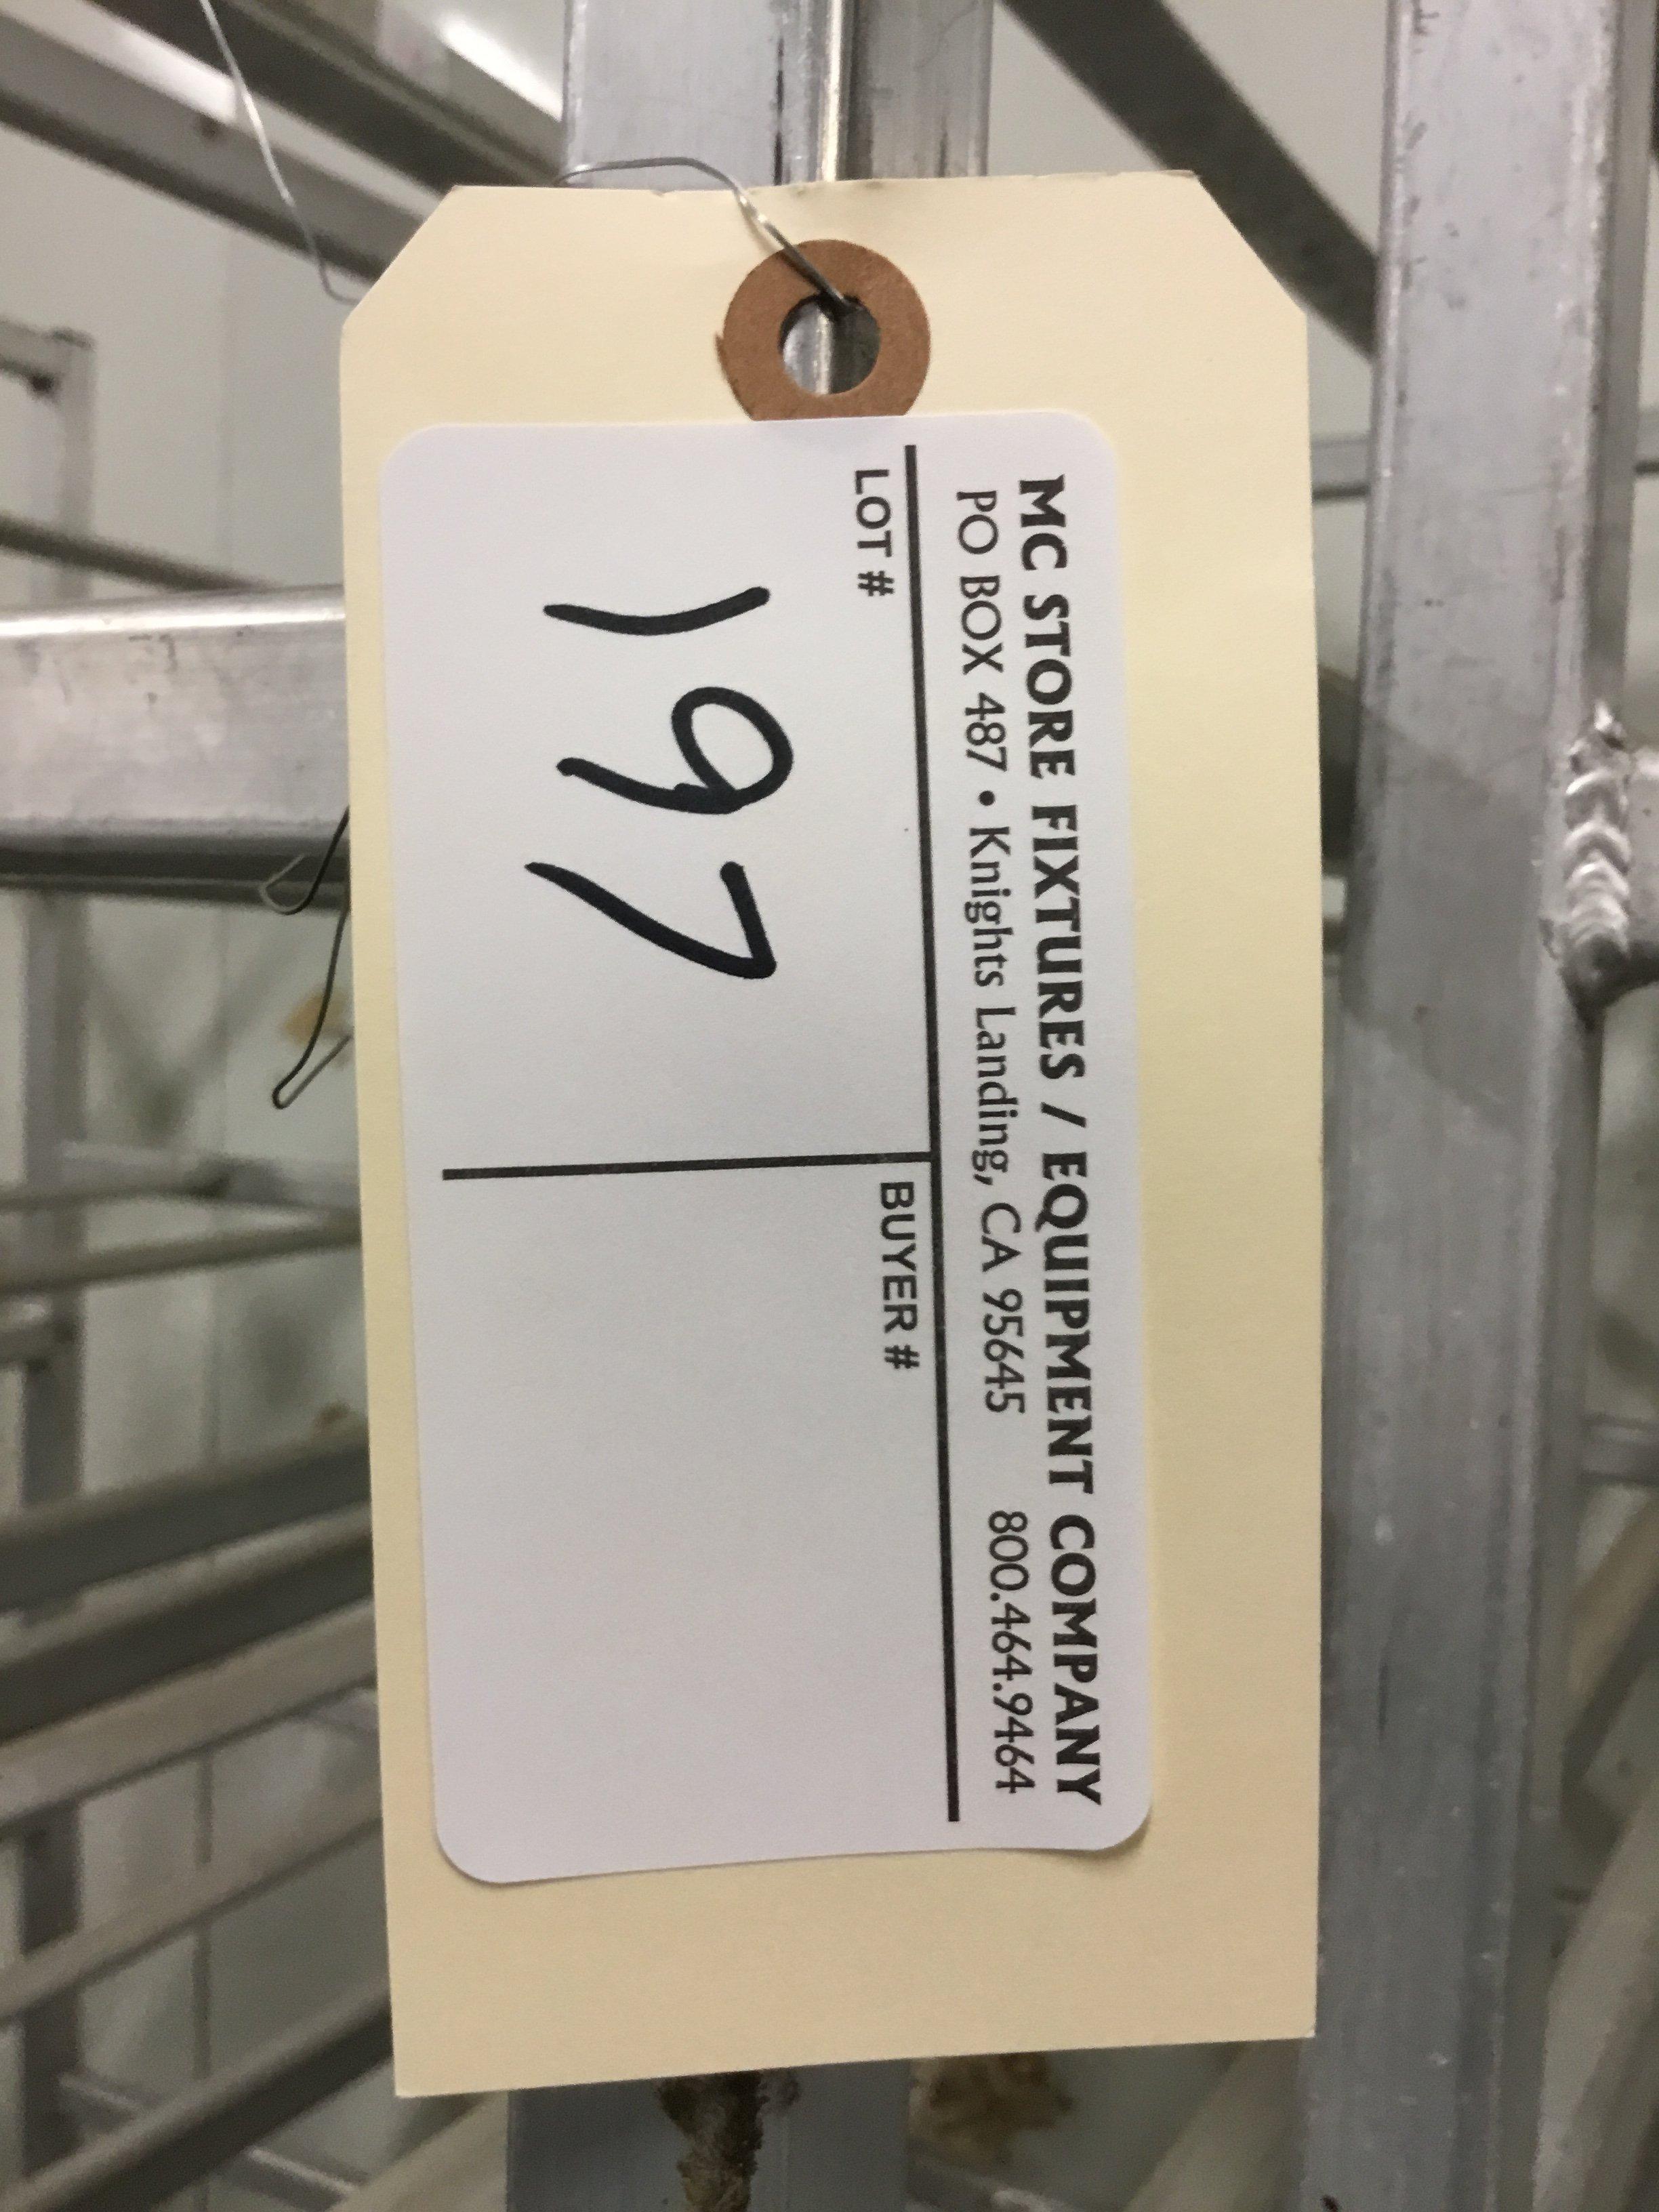 MC STORE FIXTURES / EQUIPMENT COMPANY
PO BOX 487 • Knights Landing, CA 95645 800.464.9464
LOT #
197
BUYER #